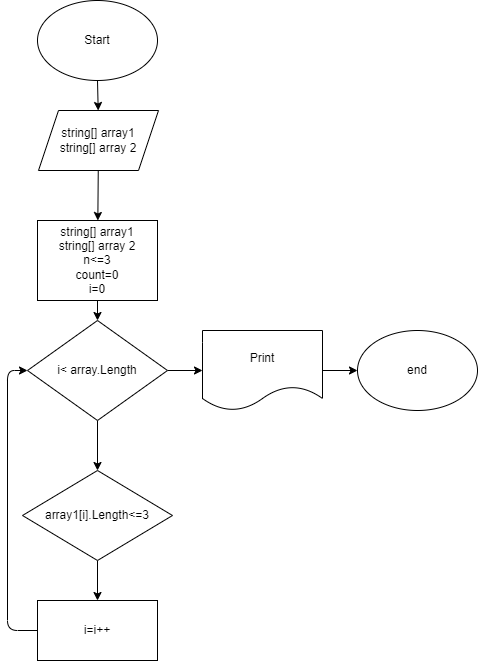 Start
string[] array1
string[] array 2
string[] array1
string[] array 2
n<=3
count=0
i=0
i< array.Length
Print
end
array1[i].Length<=3
i=i++